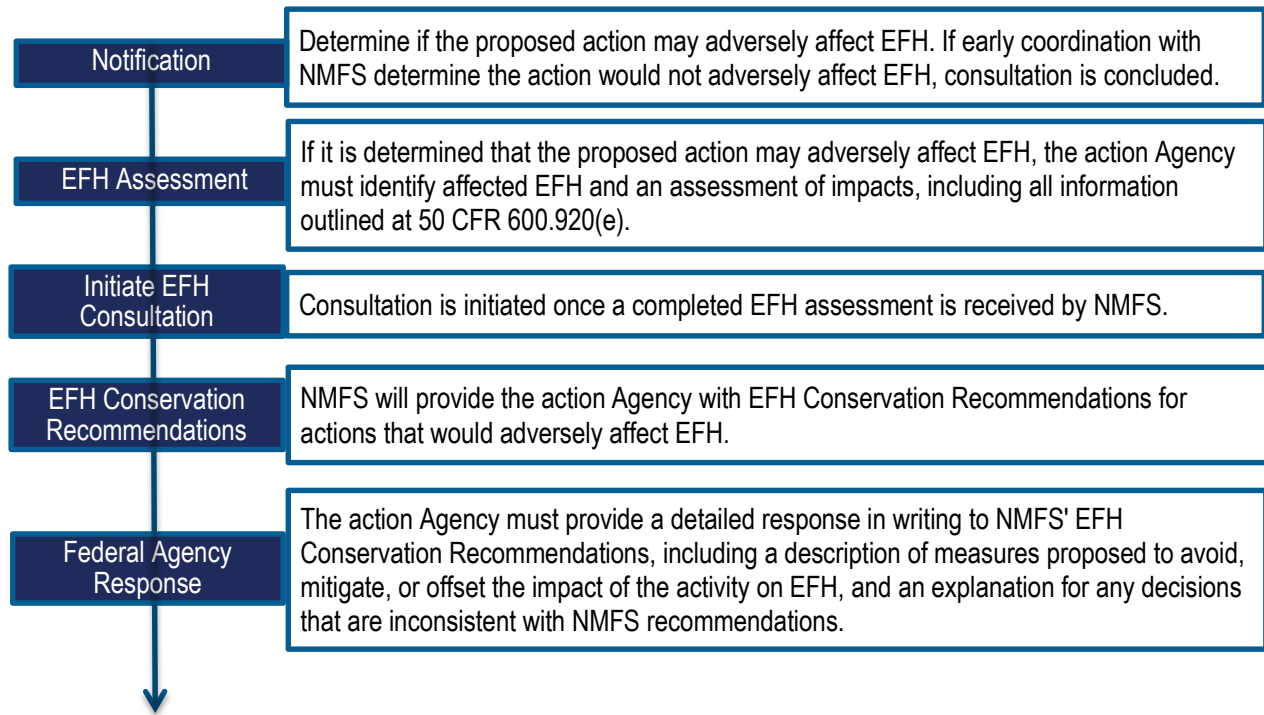 Notification
Determine if the proposed action may adversely affect EFH. If early coordination with
NMFS determine the action would not adversely affect EFH, consultation is concluded.
EFH Assessment
If it is determined that the proposed action may adversely affect EFH, the action Agency
must identify affected EFH and an assessment of impacts, including all information
outlined at 50 CFR 600.920(e).
Initiate EFH
Consultation
Consultation is initiated once a completed EFH assessment is received by NMFS.
EFH Conservation
Recommendations
NMFS will provide the action Agency with EFH Conservation Recommendations for
actions that would adversely affect EFH.
Federal Agency
Response
The action Agency must provide a detailed response in writing to NMFS' EFH
Conservation Recommendations, including a description of measures proposed to avoid,
mitigate, or offset the impact of the activity on EFH, and an explanation for any decisions
that are inconsistent with NMFS recommendations.